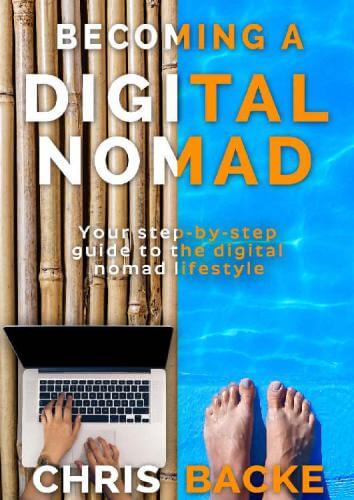 BECOMING A
DIGITAL
NOMAD
Your step-by-step
guide to the digital
nomad lifestyle
CHRIS BACKE